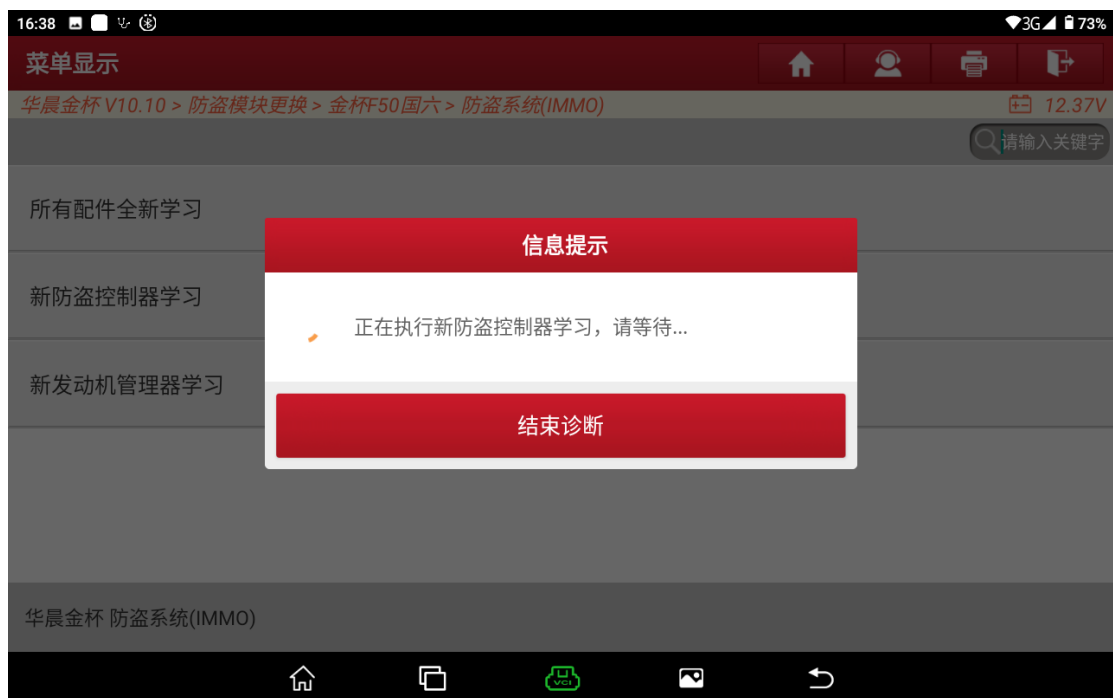 16:38
3G 73%
菜单显示
华晨金杯 V10.10 > 防盗模块更换 > 金杯F50国六 > 防盗系统(IMMO)
12.37V
请输入关键字
所有配件全新学习
信息提示
新防盗控制器学习
正在执行新防盗控制器学习，请等待...
新发动机管理器学习
结束诊断
华晨金杯 防盗系统(IMMO)
VCI